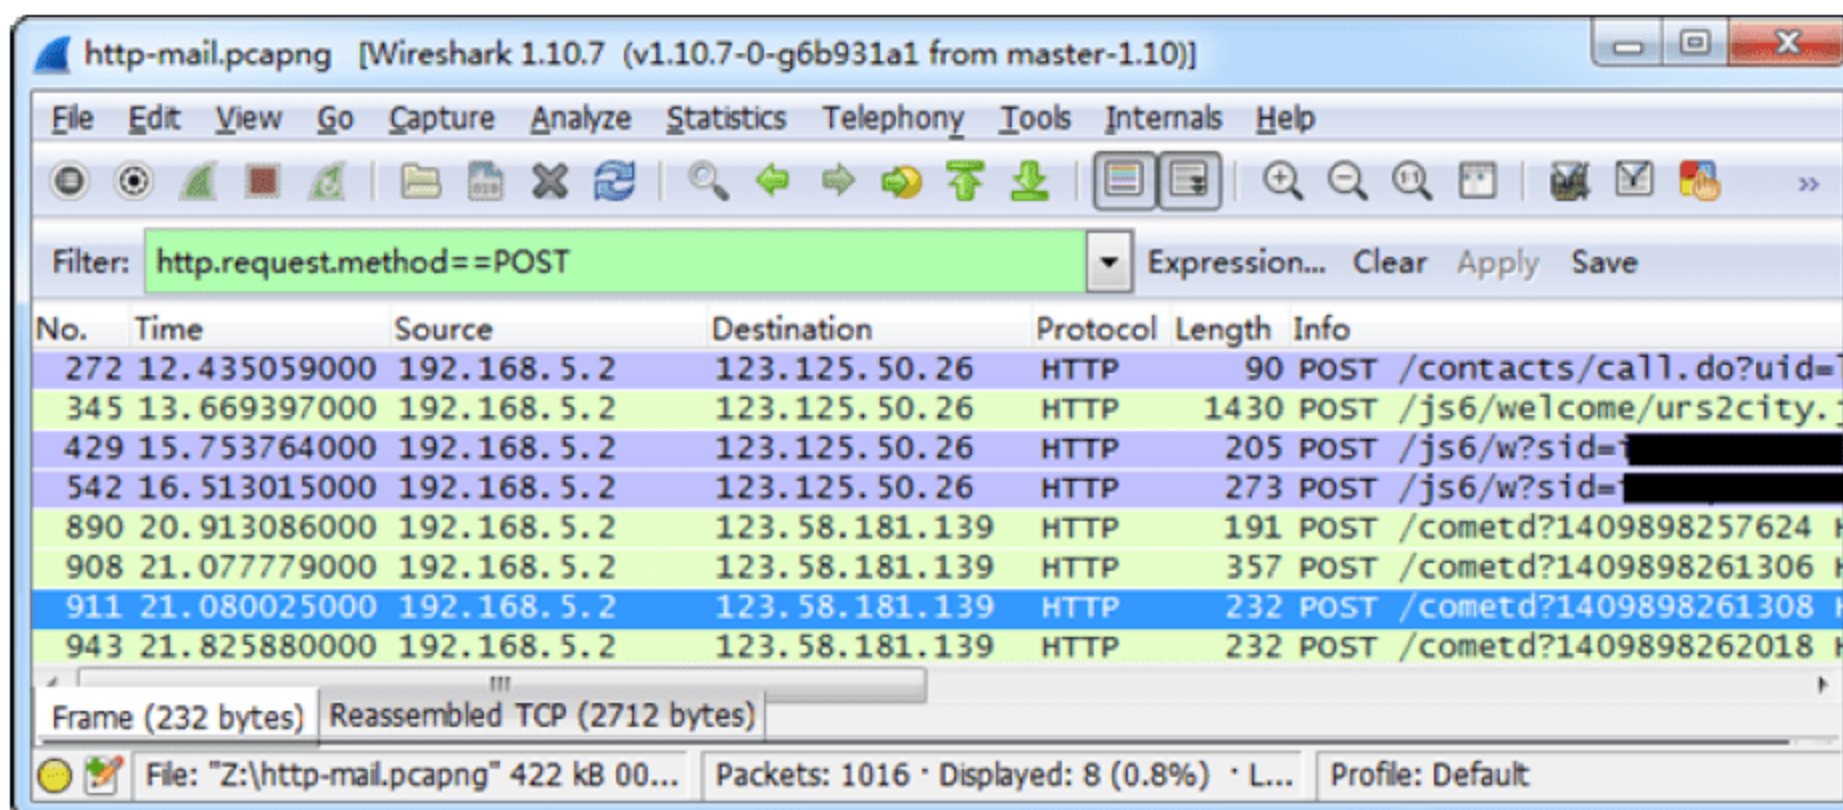 http-mail.pcapng [Wireshark 1.10.7 (v1.10.7-0-g6b931a1 from master-1.10)]
File Edit View Go Capture Analyze Statistics Telephony Tools Internals Help
Filter: http.request.method==POST Expression... Clear Apply Save
No. Time Source Destination Protocol Length Info
272 12.435059000 192.168.5.2 123.125.50.26 HTTP 90 POST /contacts/call.do?uid=
345 13.669397000 192.168.5.2 123.125.50.26 HTTP 1430 POST /js6/welcome/urs2city.
429 15.753764000 192.168.5.2 123.125.50.26 HTTP 205 POST /js6/w?sid=
542 16.513015000 192.168.5.2 123.125.50.26 HTTP 273 POST /js6/w?sid=
890 20.913086000 192.168.5.2 123.58.181.139 HTTP 191 POST /cometd?1409898257624
908 21.077779000 192.168.5.2 123.58.181.139 HTTP 357 POST /cometd?1409898261306
911 21.080025000 192.168.5.2 123.58.181.139 HTTP 232 POST /cometd?1409898261308
943 21.825880000 192.168.5.2 123.58.181.139 HTTP 232 POST /cometd?1409898262018
Frame (232 bytes) Reassembled TCP (2712 bytes)
File: "Z:\http-mail.pcapng" 422 kB 00... Packets: 1016 · Displayed: 8 (0.8%) · L... Profile: Default